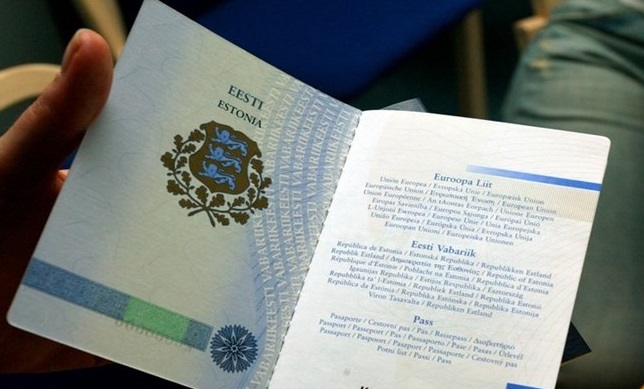 EESTI
ESTONIA
Euroopa Liit
Unión Europea / Evropská Unie / Europæisk Union
Europäische Union / Ευρωπαϊκή Ένωση / European Union
Union Européenne / An tAontas Eorpach / Unione Europea
Eiropas Savienība / Europos Sąjunga / Európai Unió
L-Unjoni Ewropea / Europese Unie / Unia Europejska
União Europeia / Európska Únia / Evropska Unija
Euroopan Unioni / Europeiska Unionen
Eesti Vabariik
República de Estonia / Estonská Republika / Republikken Estland
Republik Estland / Δημοκρατία της Εσθονίας / Republic of Estonia
République d'Estonie / Poblacht na hEastóine / Repubblica di Estonia
Igaunijas Republika / Estijos Respublika / Észtország
Repubblika ta' l-Estonja / Republiek Estland / Republika Estonii
República da Estónia / Estónska Republika / Republika Estonija
Viron Tasavalta / Republiken Estland
Pass
Pasaporte / Cestovní pas / Pas / Reisepass / Διαβατήριο
Passport / Passeport / Pas / Passaporto / Pase / Pasas / Útlevél
Passaport / Paspoort / Paszport / Passaporte / Cestovný pas
Potni list / Passi / Pass